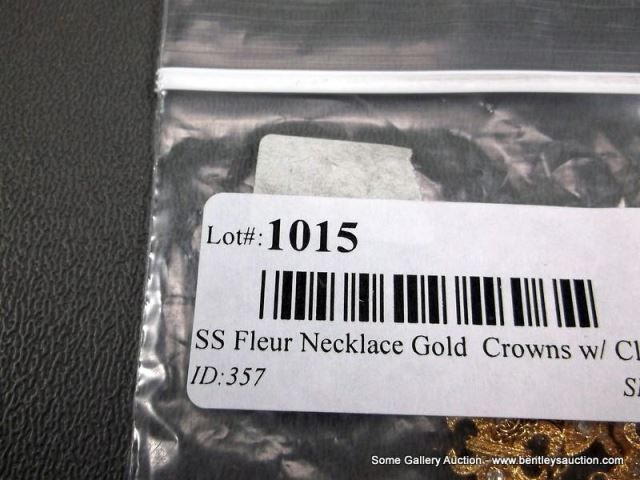 Lot#: 1015
SS Fleur Necklace Gold Crowns w/
ID:357
Some Gallery Auction - www.bentleysauction.com